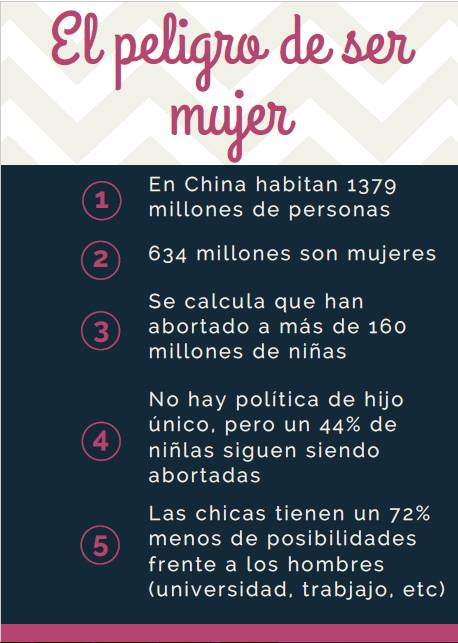 El peligro de ser
mujer
1
En China habitan 1379
millones de personas
2
634 millones son mujeres
3
Se calcula que han
abortado a más de 160
millones de niñas
4
No hay política de hijo
único, pero un 44% de
niñlas siguen siendo
abortadas
5
Las chicas tienen un 72%
menos de posibilidades
frente a los hombres
(universidad, trabjajo, etc)